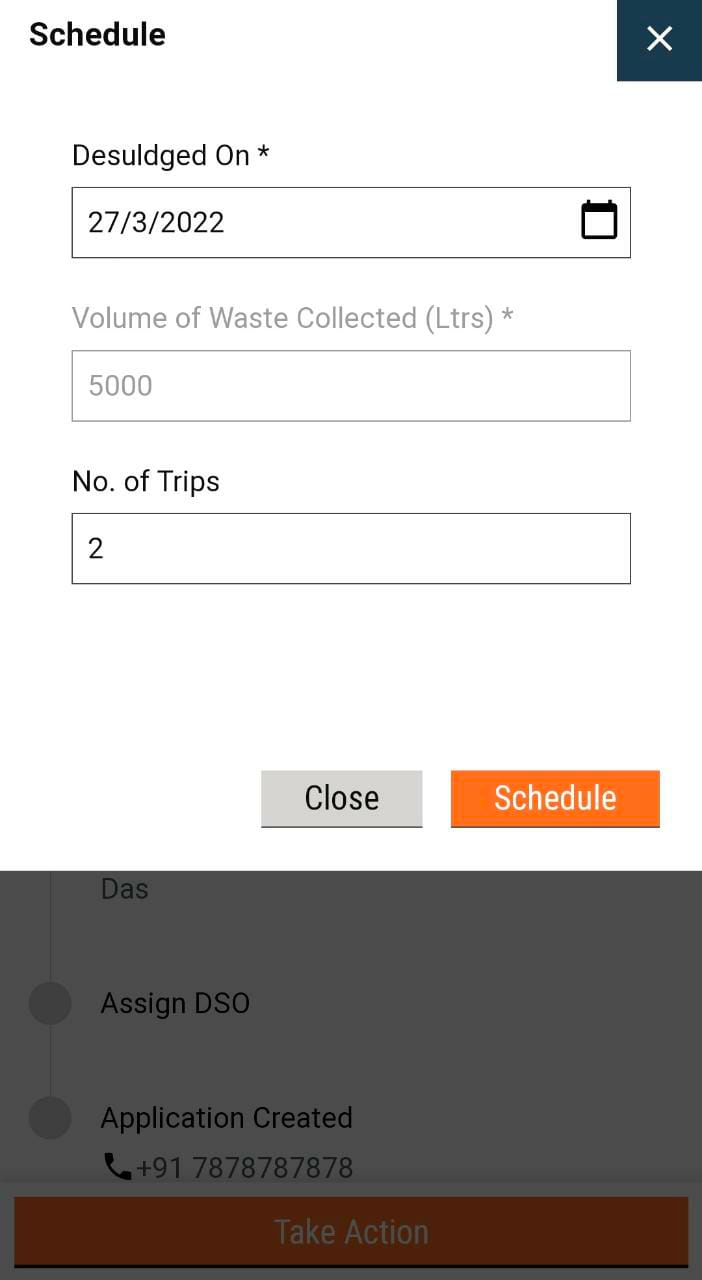 Schedule
Desuldged On *
27/3/2022
Volume of Waste Collected (Ltrs) *
5000
No. of Trips
2
Close
Schedule
Das
Assign DSO
Application Created
+91 7878787878
Take Action